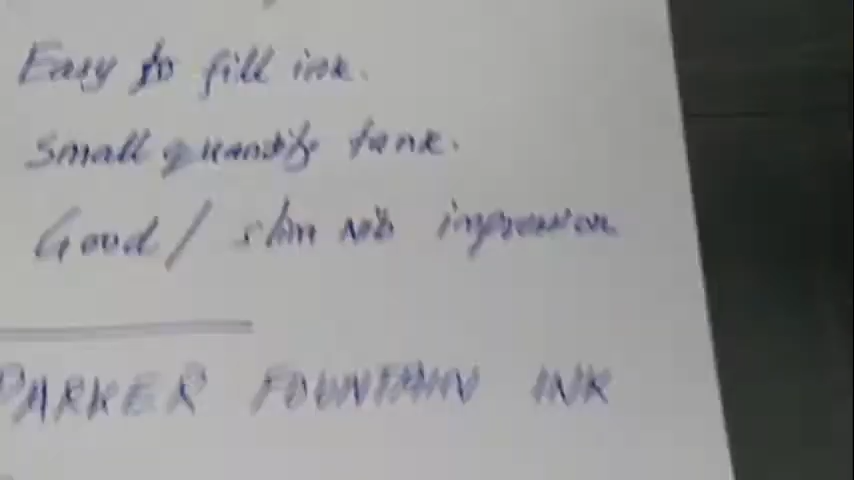 Easy to fill ink.
Small quantity tank.
Good / slim nib impression
PARKER FOUNTAIN INK